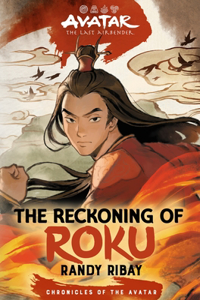 AVATAR
THE LAST AIRBENDER
THE RECKONING OF
ROKU
RANDY RIBAY
CHRONICLES OF THE AVATAR